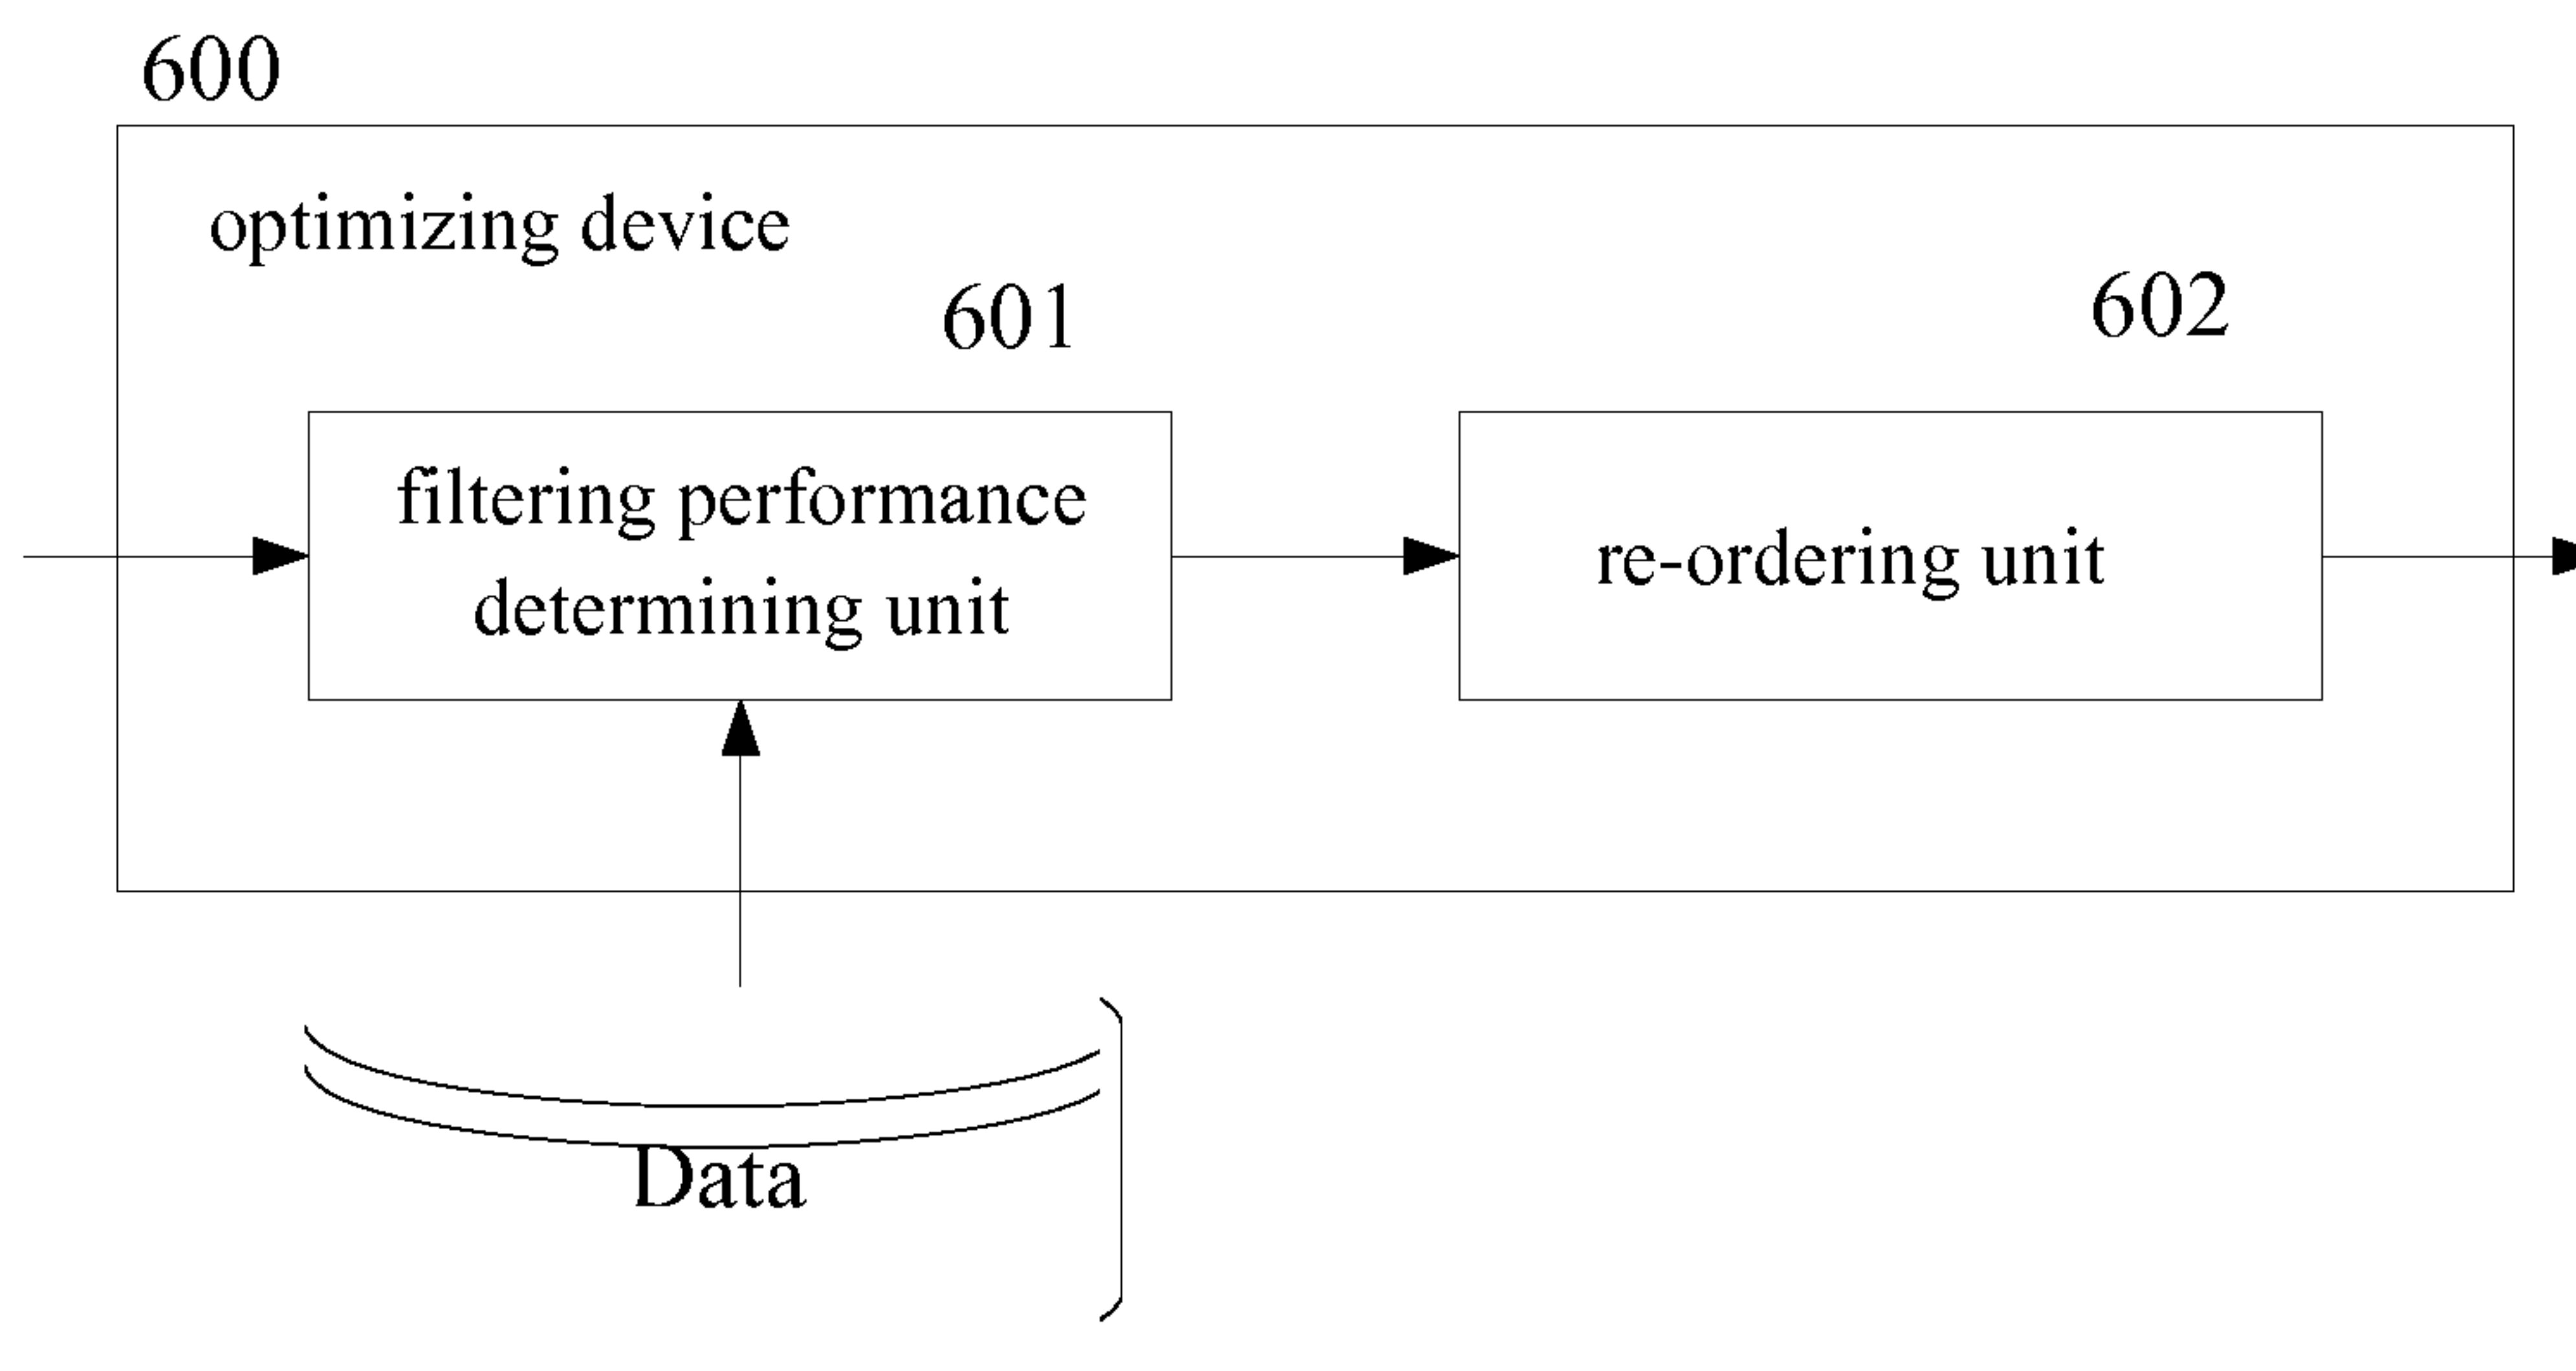 600
optimizing device
601
602
filtering performance
determining unit
re-ordering unit
Data